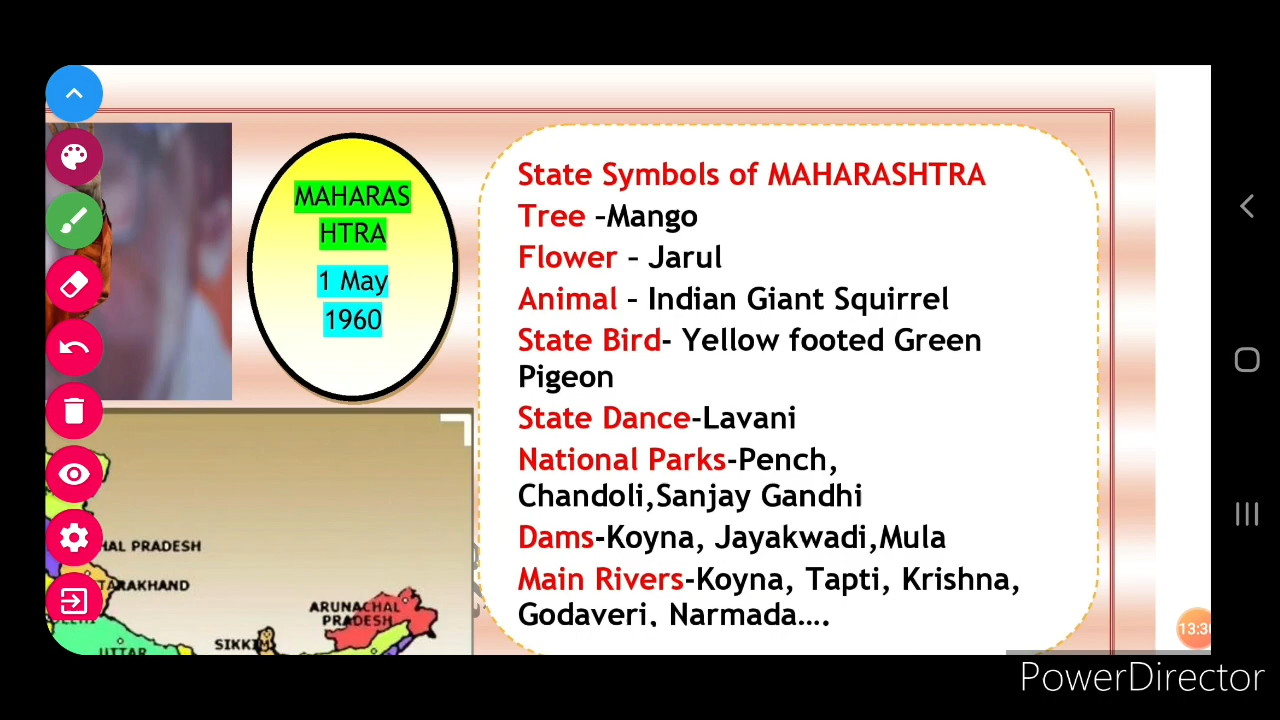 MAHARAS
HTRA
1 May
1960
State Symbols of MAHARASHTRA
Tree –Mango
Flower – Jarul
Animal – Indian Giant Squirrel
State Bird- Yellow footed Green
Pigeon
State Dance-Lavani
National Parks-Pench,
Chandoli,Sanjay Gandhi
Dams-Koyna, Jayakwadi,Mula
Main Rivers-Koyna, Tapti, Krishna,
Godaveri, Narmada....
HAL PRADESH
TARAKHAND
ARUNACHAL
PRADESH
SIKKIM
UTTAR
13:30
PowerDirector